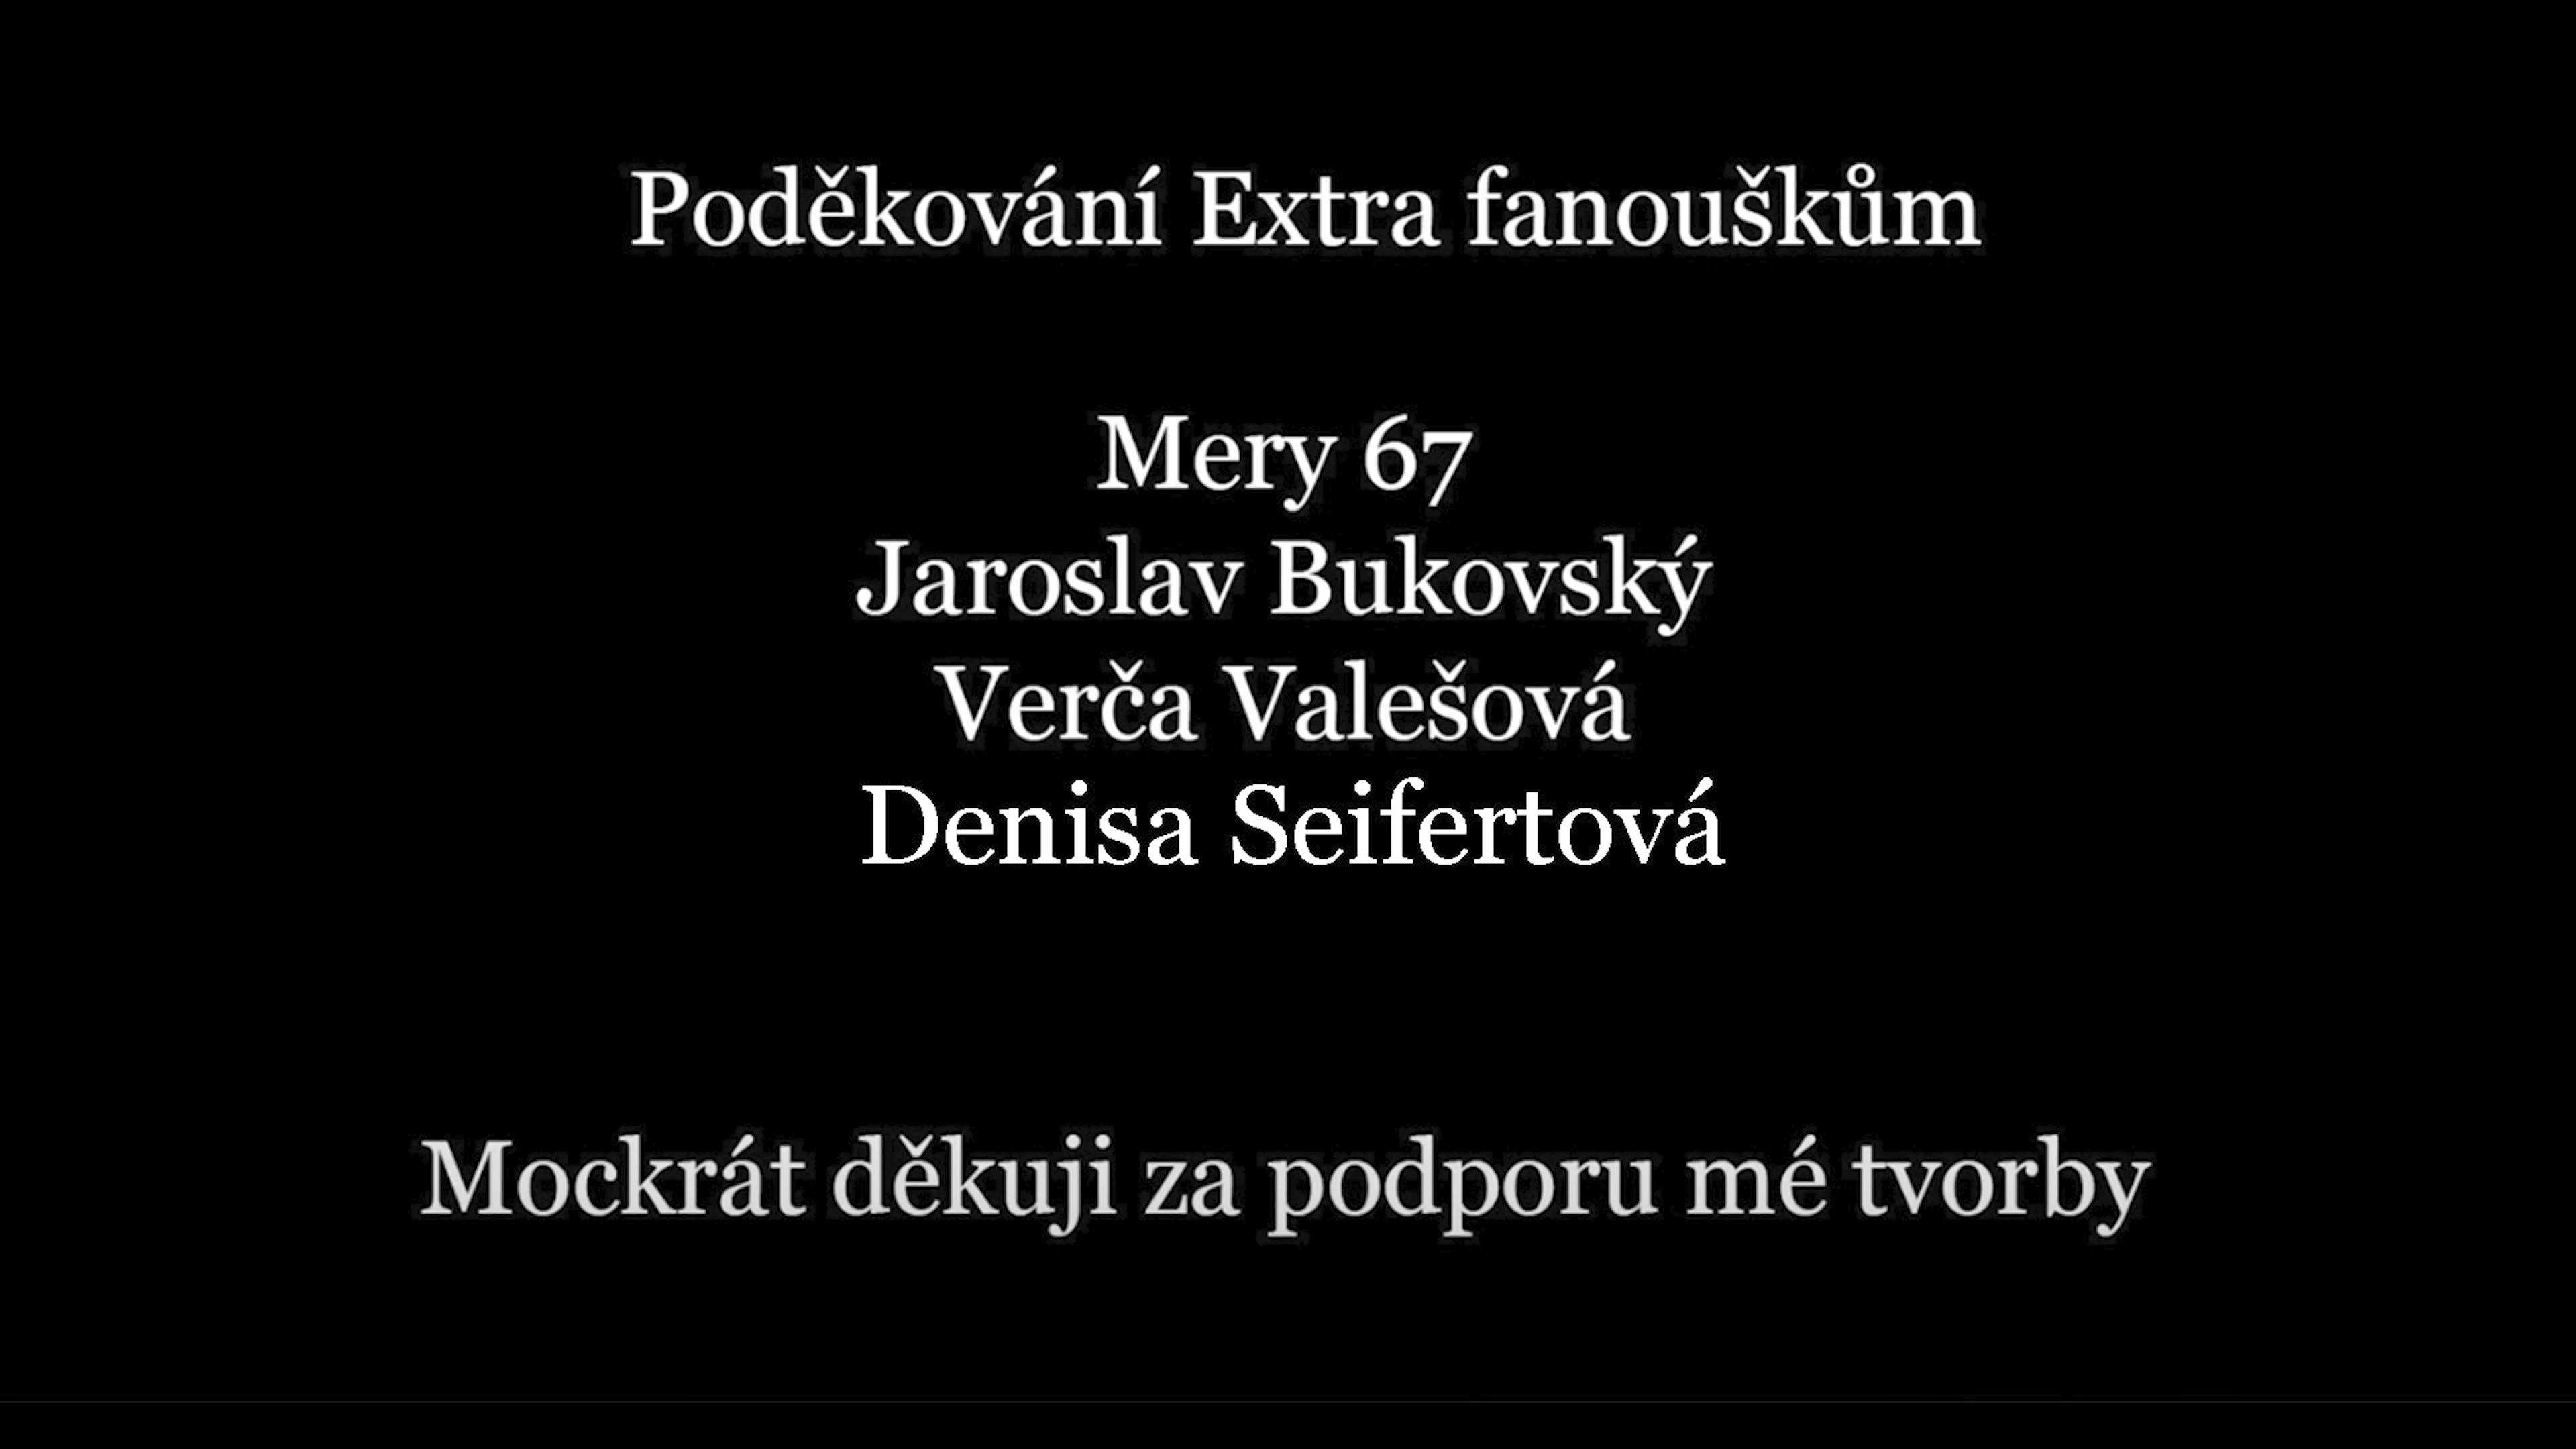 Poděkování Extra fanouškům
Mery 67
Jaroslav Bukovský
Verča Valešová
Denisa Seifertová
Mockrát děkuji za podporu mé tvorby